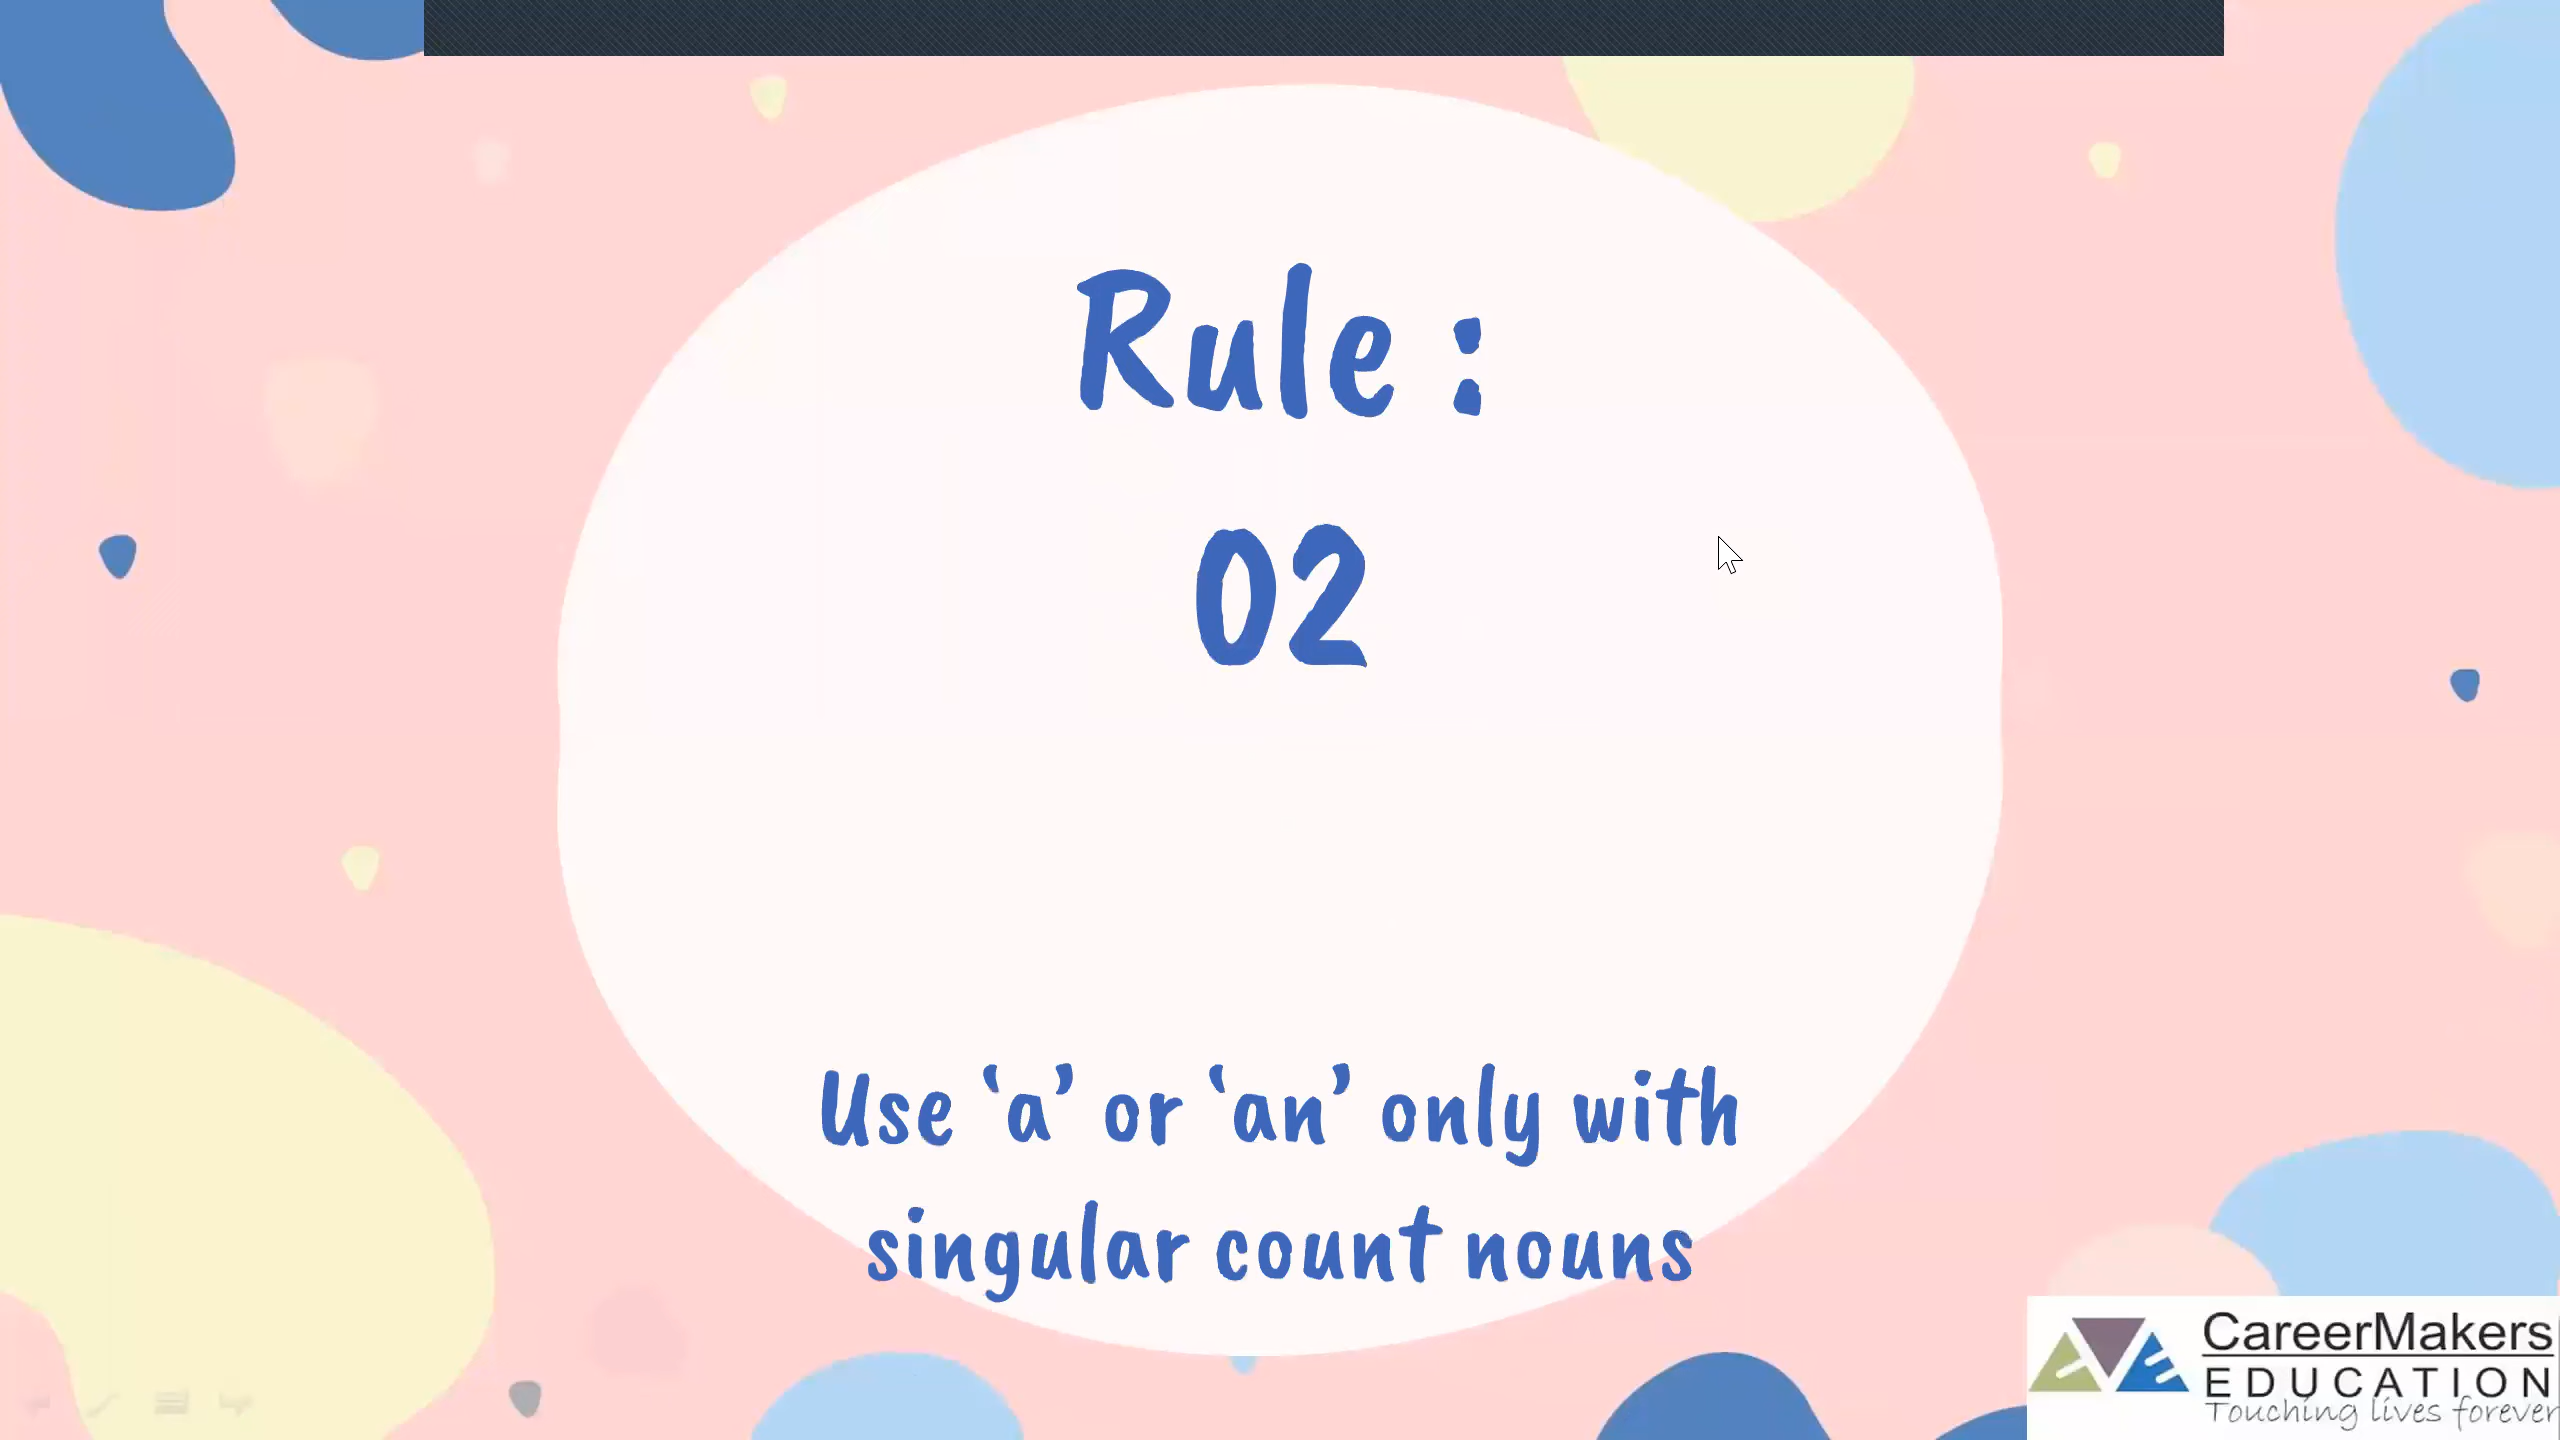 Rule :
02
Use ‘a’ or ‘an’ only with
singular count nouns
CareerMakers
EDUCATION
Touching lives forever